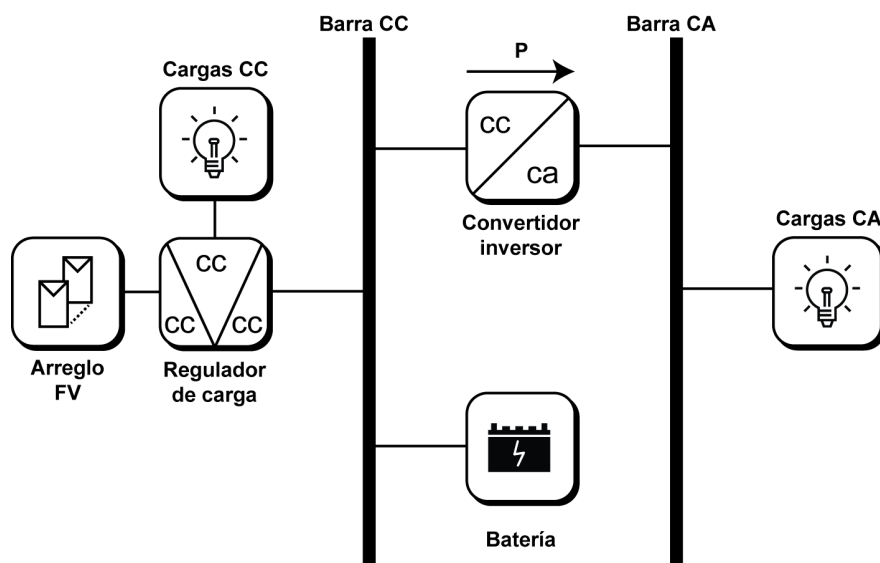 Barra CC
Barra CA
P
Cargas CC
CC
ca
Convertidor
inversor
Cargas CA
CC
CC
CC
Arreglo
FV
Regulador
de carga
Batería